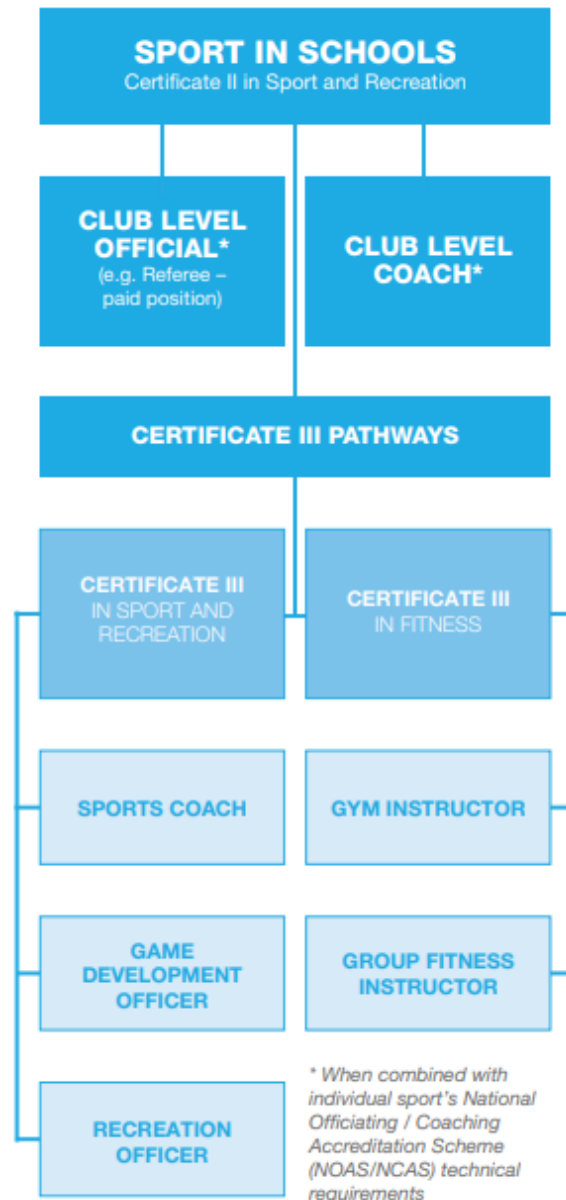 SPORT IN SCHOOLS
Certificate II in Sport and Recreation
CLUB LEVEL
OFFICIAL*
(e.g. Referee –
paid position)
CLUB LEVEL
COACH*
CERTIFICATE III PATHWAYS
CERTIFICATE III
IN SPORT AND
RECREATION
CERTIFICATE III
IN FITNESS
SPORTS COACH
GYM INSTRUCTOR
GAME
DEVELOPMENT
OFFICER
GROUP FITNESS
INSTRUCTOR
RECREATION
OFFICER
* When combined with
individual sport's National
Officiating / Coaching
Accreditation Scheme
(NOAS/NCAS) technical
requirements